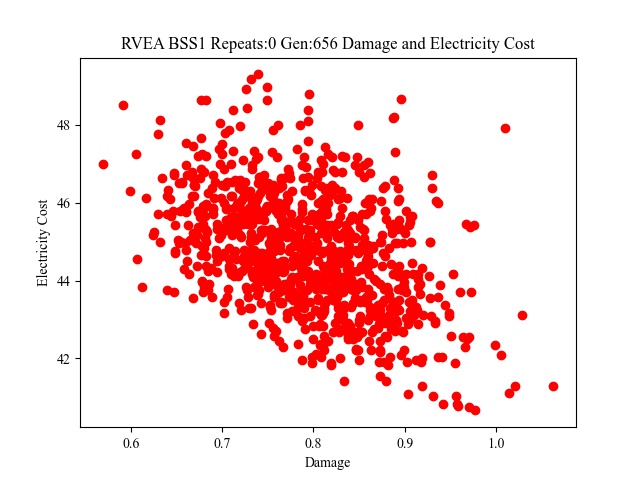 RVEA BSS1 Repeats:0 Gen:656 Damage and Electricity Cost
48
46
44
42
Electricity Cost
0.6 0.7 0.8 0.9 1.0
Damage